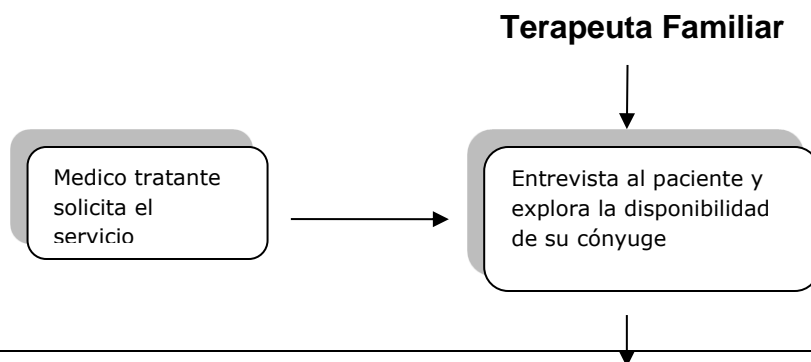 Terapeuta Familiar
Medico tratante
solicita el
servicio
Entrevista al paciente y
explora la disponibilidad
de su cónyuge